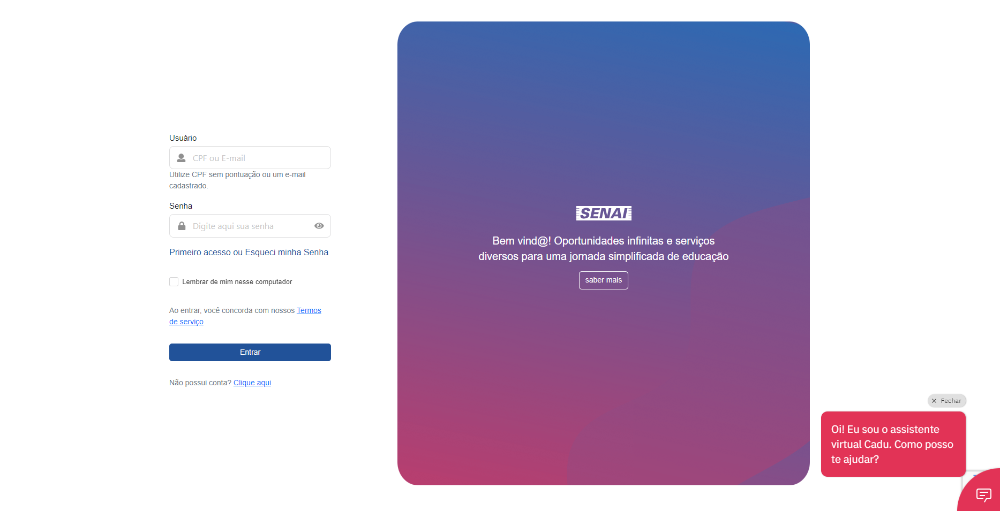 Usuário
CPF ou E-mail
Utilize CPF sem pontuação ou um e-mail
cadastrado.
Senha
Digite aqui sua senha
Primeiro acesso ou Esqueci minha Senha
Lembrar de mim nesse computador
Ao entrar, você concorda com nossos Termos
de serviço
Entrar
Não possui conta? Clique aqui
SENAI
Bem vind@! Oportunidades infinitas e serviços
diversos para uma jornada simplificada de educação
saber mais
Fechar
Oi! Eu sou o assistente
virtual Cadu. Como posso
te ajudar?